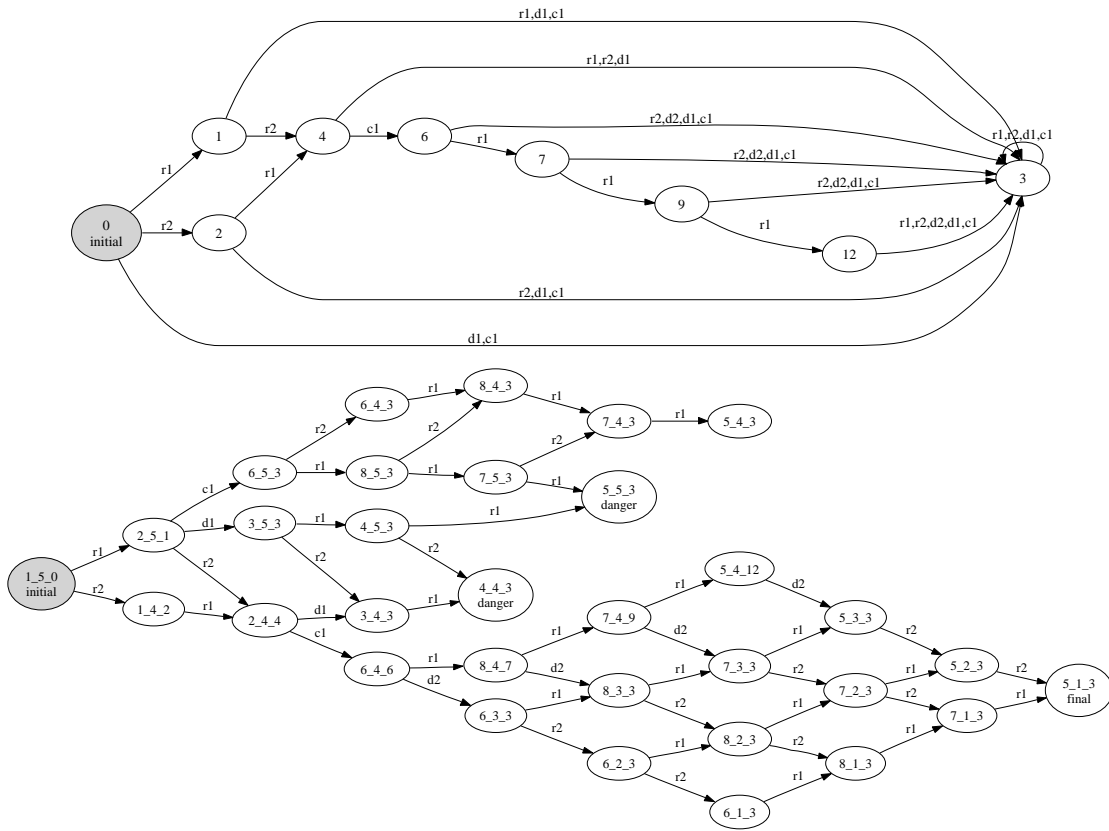 r1,d1,c1
r1,r2,d1
r2,d2,d1,c1
r1,r2,d1,c1
1
r2
4
c1
6
r1
7
r2,d2,d1,c1
3
r1
r1
r1
9
r2,d2,d1,c1
0
initial
r2
2
r1
12
r1,r2,d2,d1,c1
r2,d1,c1
d1,c1
6_4_3
r1
8_4_3
r1
7_4_3
r1
5_4_3
r2
r2
r2
6_5_3
r1
8_5_3
r1
7_5_3
r1
5_5_3
danger
c1
2_5_1
d1
3_5_3
r1
4_5_3
r1
r1
r2
r2
r2
1_5_0
initial
r2
1_4_2
r1
2_4_4
d1
3_4_3
r1
4_4_3
danger
c1
5_4_12
d2
r1
7_4_9
5_3_3
6_4_6
r1
8_4_7
r1
d2
r1
r2
d2
d2
8_3_3
r1
7_3_3
r2
5_2_3
r2
6_3_3
r1
r2
7_2_3
r1
r2
5_1_3
final
r2
8_2_3
r1
7_1_3
r1
6_2_3
r1
r2
8_1_3
r1
r2
6_1_3
r1